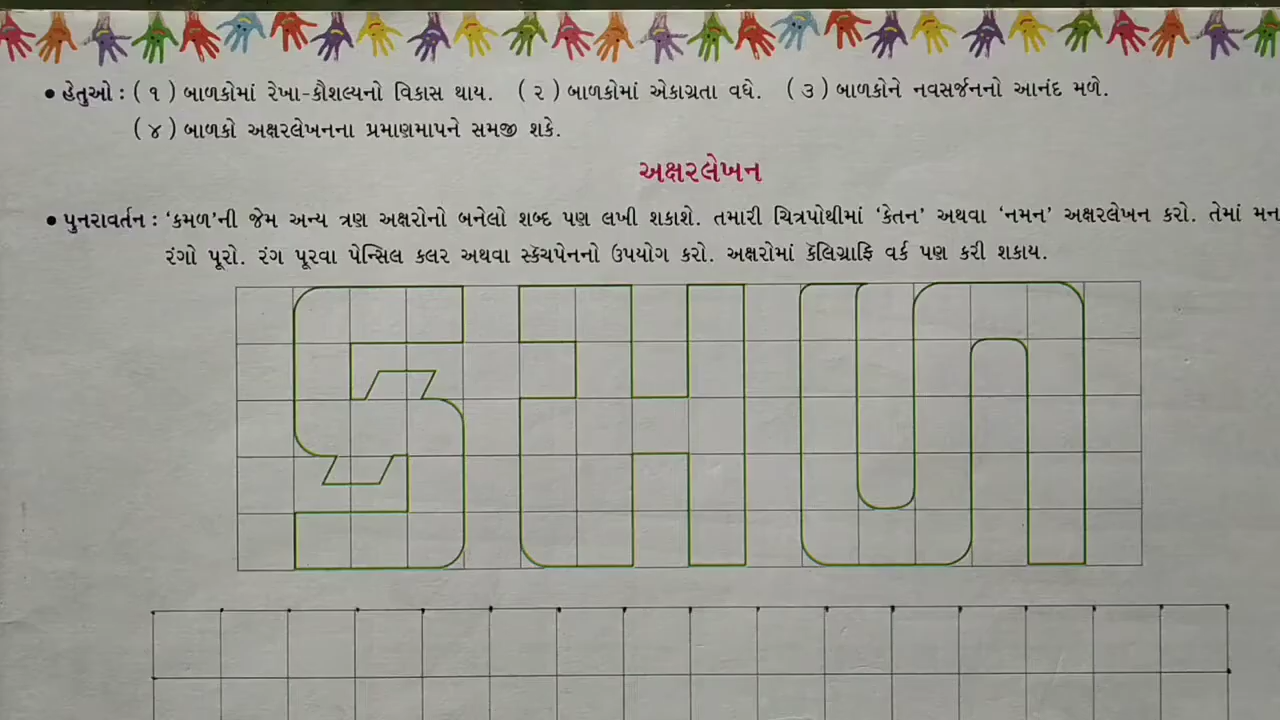 • હેતુઓ : ( ૧ ) બાળકોમાં રેખા-કૌશલ્યનો વિકાસ થાય. ( ૨ ) બાળકોમાં એકાગ્રતા વધે. ( ૩ ) બાળકોને નવસર્જનનો આનંદ મળે.
( ૪ ) બાળકો અક્ષરલેખનના પ્રમાણમાપને સમજી શકે.
અક્ષરલેખન
• પુનરાવર્તન : ‘કમળ’ની જેમ અન્ય ત્રણ અક્ષરોનો બનેલો શબ્દ પણ લખી શકાશે. તમારી ચિત્રપોથીમાં ‘કેતન’ અથવા ‘નમન’ અક્ષરલેખન કરો. તેમાં મન
રંગો પૂરો. રંગ પૂરવા પેન્સિલ કલર અથવા સ્કૅચપેનનો ઉપયોગ કરો. અક્ષરોમાં કૅલિગ્રાફિ વર્ક પણ કરી શકાય.
કમળ